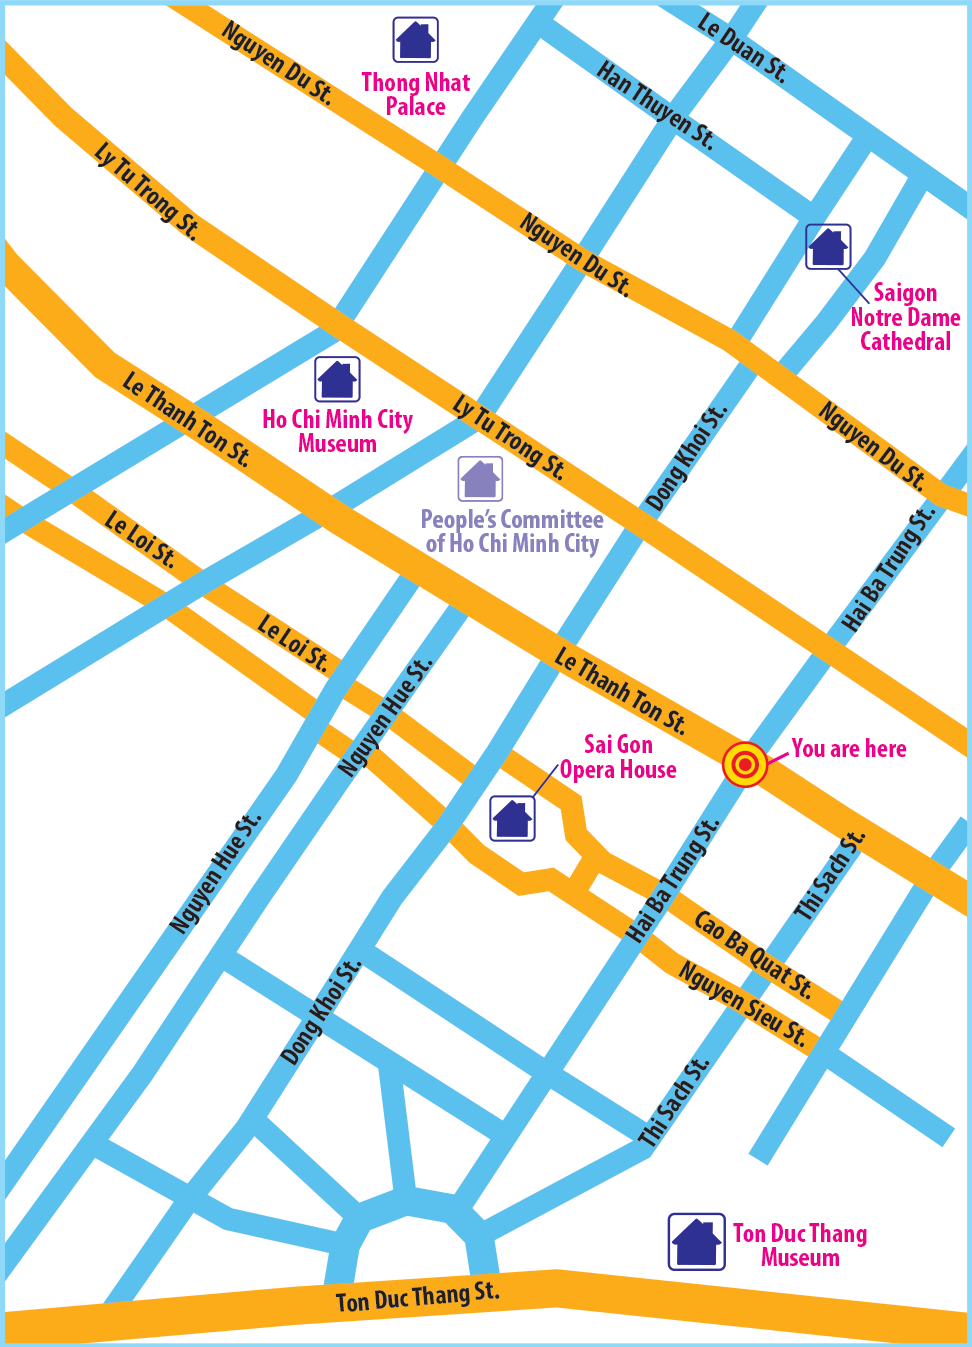 Le Duan St.
Nguyen Du St.
Thong Nhat
Palace
Han Thuyen St.
Ly Tu Trong St.
Nguyen Du St.
Saigon
Notre Dame
Cathedral
Le Thanh Ton St.
Ho Chi Minh City
Museum
Ly Tu Trong St.
Dong Khoi St.
Nguyen Du St.
People's Committee
of Ho Chi Minh City
Le Loi St.
Hai Ba Trung St.
Le Loi St.
Nguyen Hue St.
Le Thanh Ton St.
Sai Gon
Opera House
You are here
Nguyen Hue St.
Hai Ba Trung St.
Thi Sach St.
Cao Ba Quat St.
Nguyen Sieu St.
Dong Khoi St.
Thi Sach St.
Ton Duc Thang
Museum
Ton Duc Thang St.